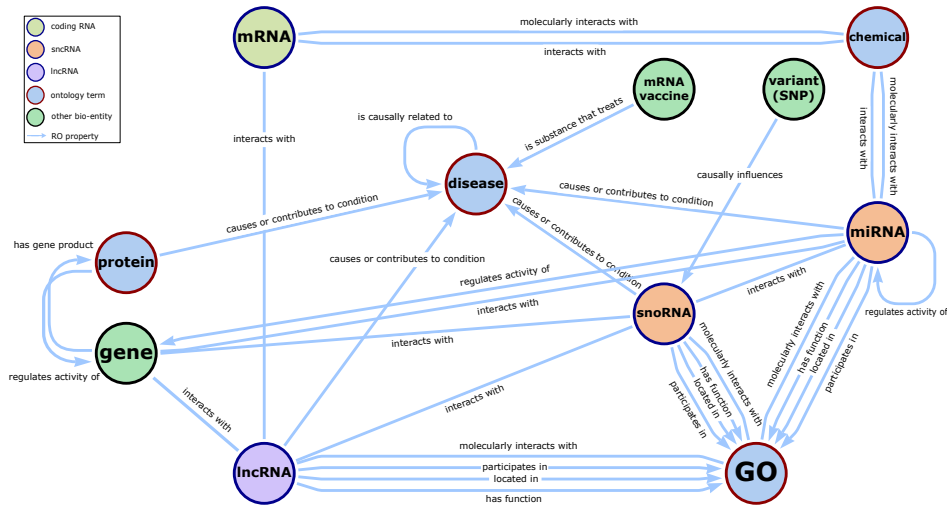 coding RNA
sncRNA
lncRNA
ontology term
other bio-entity
RO property
mRNA
molecularly interacts with
interacts with
chemical
mRNA
vaccine
variant
(SNP)
interacts with
molecularly interacts with
interacts with
is causally related to
is substance that treats
causally influences
disease
causes or contributes to condition
causes or contributes to condition
causes or contributes to condition
causes or contributes to condition
miRNA
has gene product
protein
regulates activity of
interacts with
interacts with
regulates activity of
snoRNA
gene
regulates activity of
interacts with
interacts with
interacts with
molecularly interacts with
has function
located in
participates in
molecularly interacts with
has function
located in
participates in
lncRNA
molecularly interacts with
participates in
located in
has function
GO